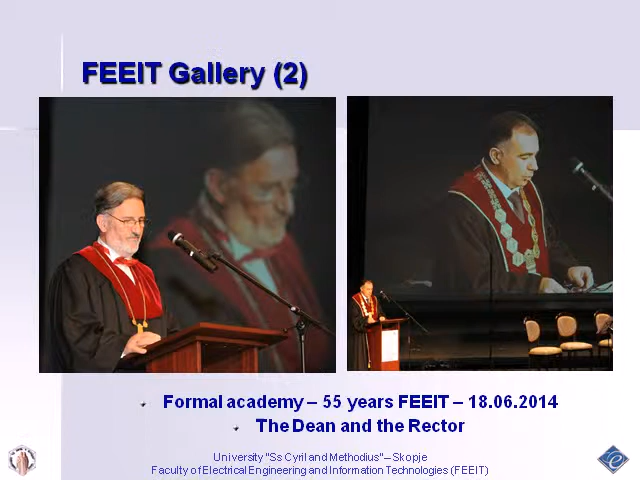 FEEIT Gallery (2)
Formal academy – 55 years FEEIT – 18.06.2014
The Dean and the Rector
University "Ss Cyril and Methodius" – Skopje
Faculty of Electrical Engineering and Information Technologies (FEEIT)